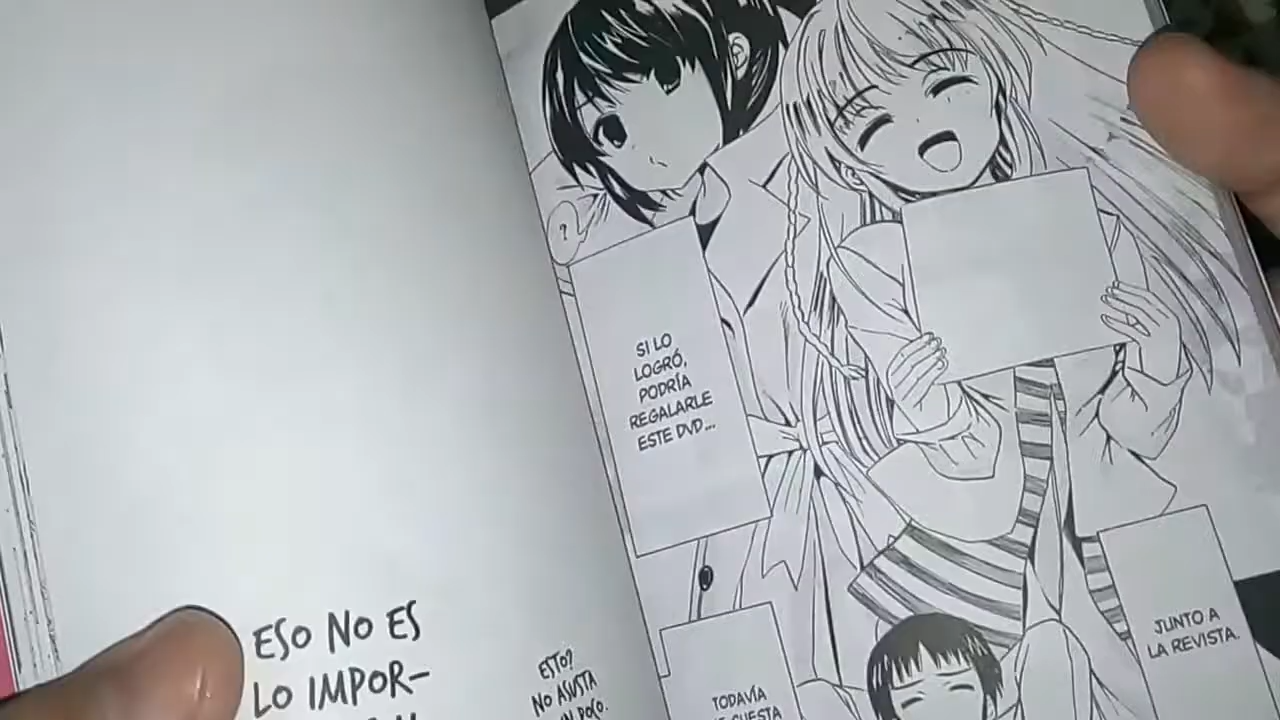 ESO NO ES
LO IMPOR-
ESTO?
NO ASUSTA
UN POCO.
?
SI LO
LOGRÓ,
PODRÍA
REGALARLE
ESTE DVD...
JUNTO A
LA REVISTA.
TODAVÍA
CUESTA